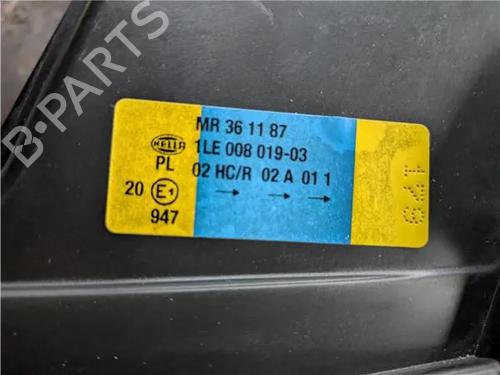 B-PARTS
MR 36 11 87
HELLA
1LE 008 019-03
PL
02 HC/R 02 A 01 1
20 E1
→ → →
947
B-PARTS